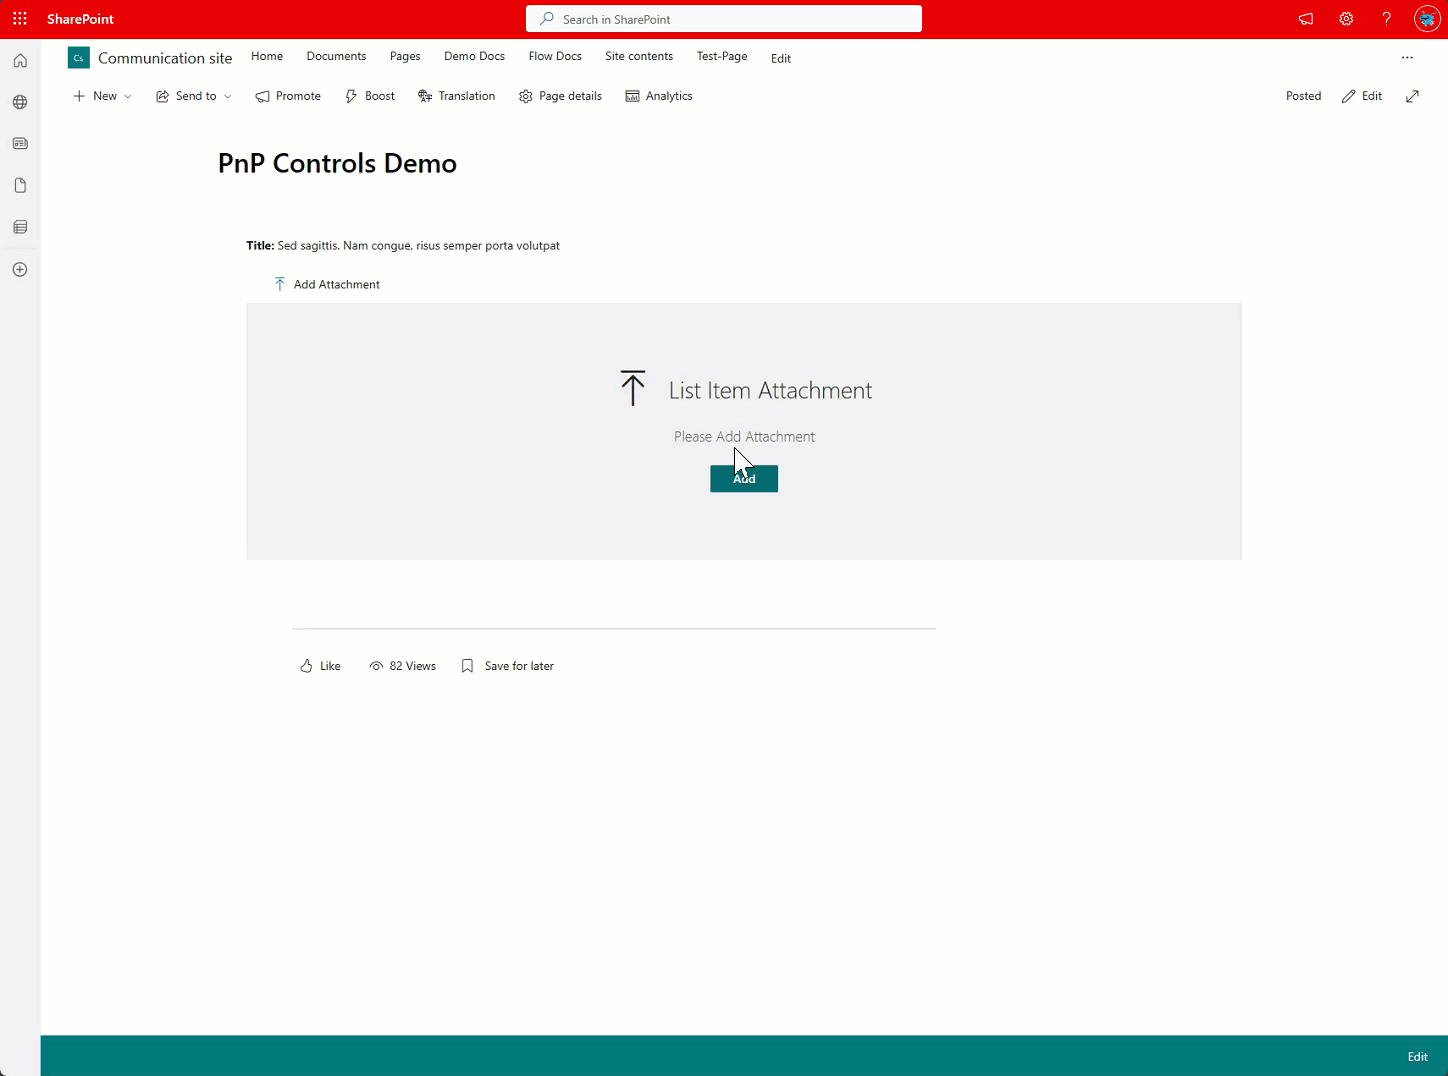 SharePoint
Search in SharePoint
?
Cs
Communication site
Home
Documents
Pages
Demo Docs
Flow Docs
Site contents
Test-Page
Edit
...
New
Send to
Promote
Boost
Translation
Page details
Analytics
Posted
Edit
PnP Controls Demo
Title: Sed sagittis. Nam congue, risus semper porta volutpat
Add Attachment
List Item Attachment
Please Add Attachment
Add
Like
82 Views
Save for later
Edit